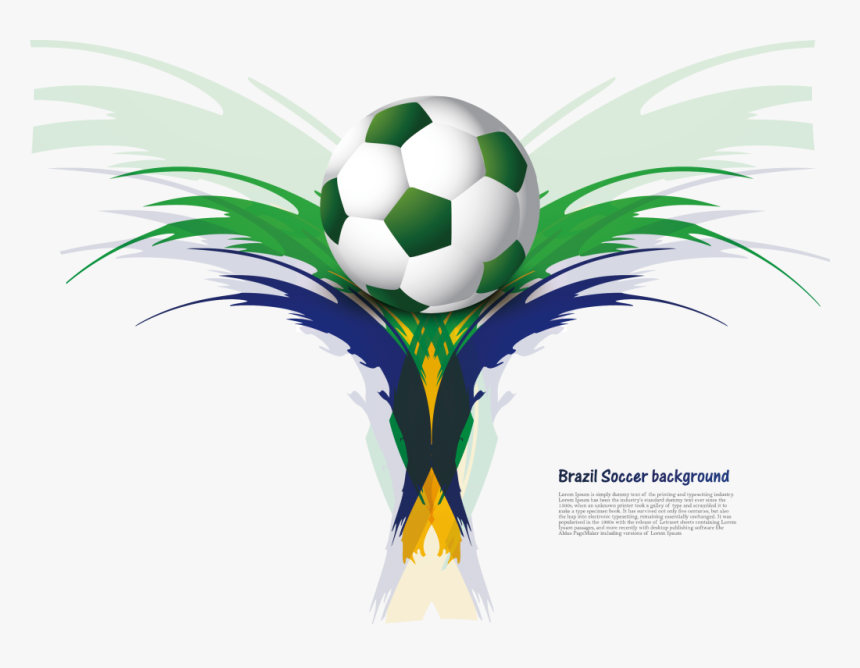 Brazil Soccer background
Lorem Ipsum is simply dummy text of the printing and typesetting industry.
Lorem Ipsum has been the industry's standard dummy text ever since the
1500s, when an unknown printer took a galley of type and scrambled it to
make a type specimen book. It has survived not only five centuries, but also
the leap into electronic typesetting, remaining essentially unchanged. It was
popularised in the 1960s with the release of Letraset sheets containing Lorem
Ipsum passages, and more recently with desktop publishing software like
Aldus PageMaker including versions of Lorem Ipsum